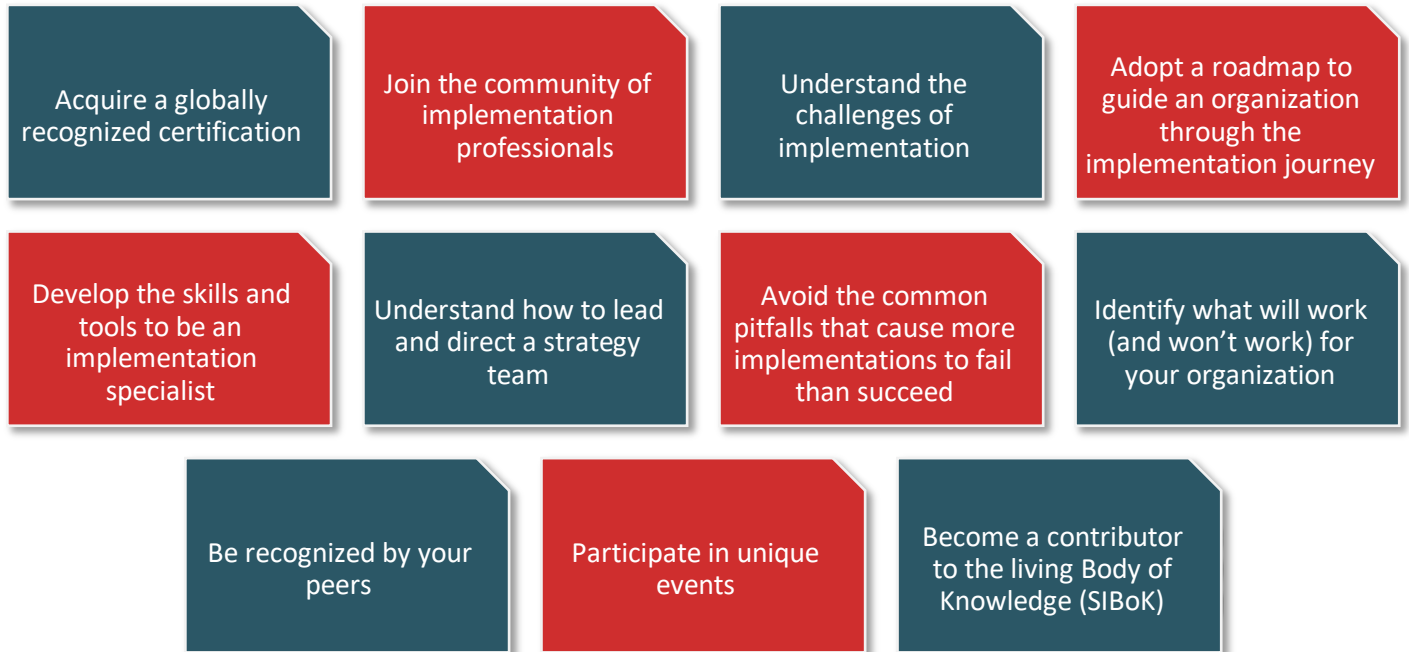 Acquire a globally
recognized certification
Join the community of
implementation
professionals
Understand the
challenges of
implementation
Adopt a roadmap to
guide an organization
through the
implementation journey
Develop the skills and
tools to be an
implementation
specialist
Understand how to lead
and direct a strategy
team
Avoid the common
pitfalls that cause more
implementations to fail
than succeed
Identify what will work
(and won’t work) for
your organization
Be recognized by your
peers
Participate in unique
events
Become a contributor
to the living Body of
Knowledge (SIBoK)